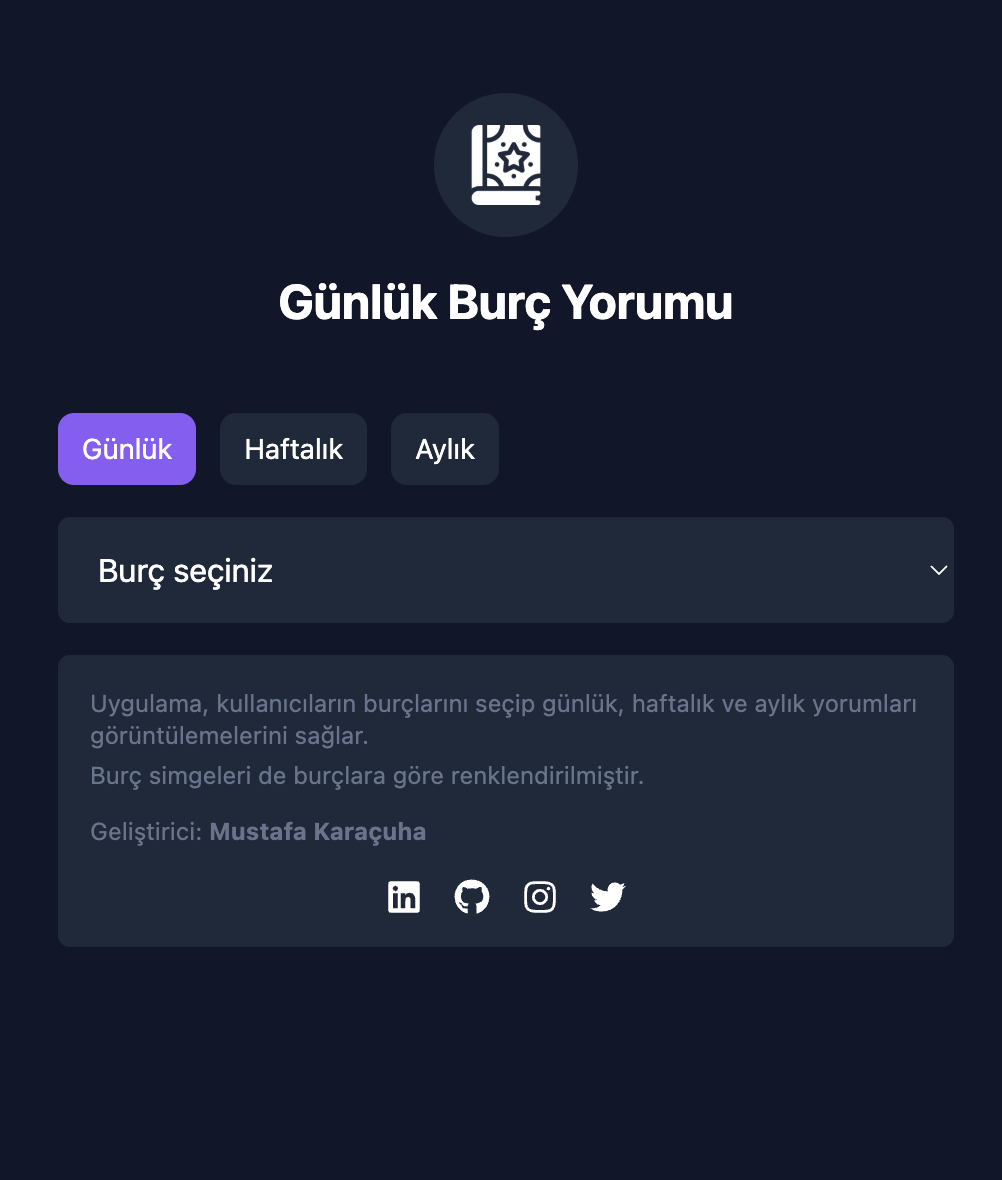 Günlük Burç Yorumu
Günlük
Haftalık
Aylık
Burç seçiniz
Uygulama, kullanıcıların burçlarını seçip günlük, haftalık ve aylık yorumları
görüntülemelerini sağlar.
Burç simgeleri de burçlara göre renklendirilmiştir.
Geliştirici: Mustafa Karaçuha